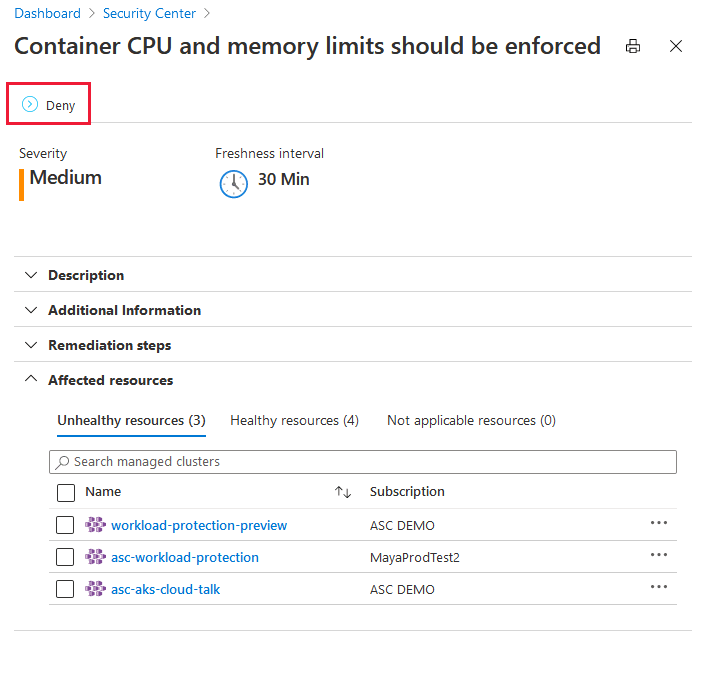 Dashboard > Security Center >
Container CPU and memory limits should be enforced
Deny
Severity Freshness interval
Medium 30 Min
Description
Additional Information
Remediation steps
Affected resources
Unhealthy resources (3) Healthy resources (4) Not applicable resources (0)
Search managed clusters
Name Subscription
workload-protection-preview ASC DEMO
asc-workload-protection MayaProdTest2
asc-aks-cloud-talk ASC DEMO